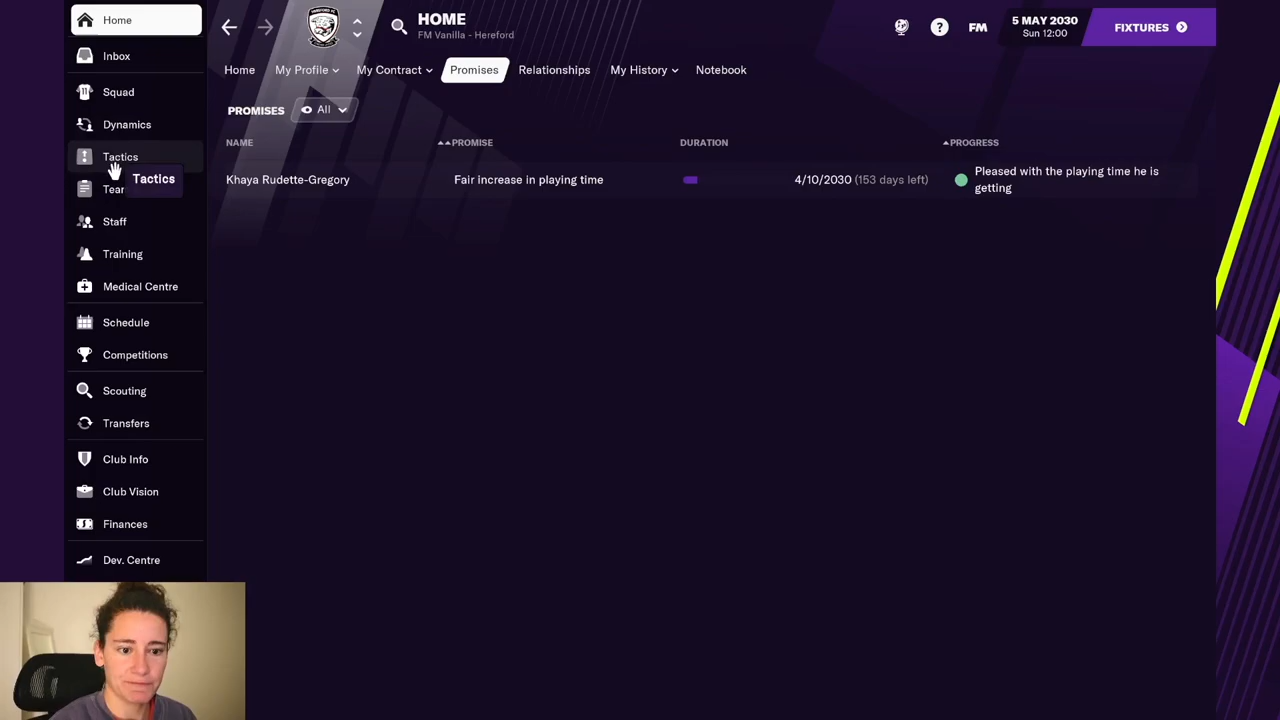 Home
Inbox
Squad
Dynamics
Tactics
Tactics
Staff
Training
Medical Centre
Schedule
Competitions
Scouting
Transfers
Club Info
Club Vision
Finances
Dev. Centre
HOME
FM Vanilla - Hereford
FM
5 MAY 2030
Sun 12:00
FIXTURES
Home
My Profile
My Contract
Promises
Relationships
My History
Notebook
PROMISES
All
NAME
PROMISE
DURATION
PROGRESS
Khaya Rudette-Gregory
Fair increase in playing time
4/10/2030 (153 days left)
Pleased with the playing time he is
getting